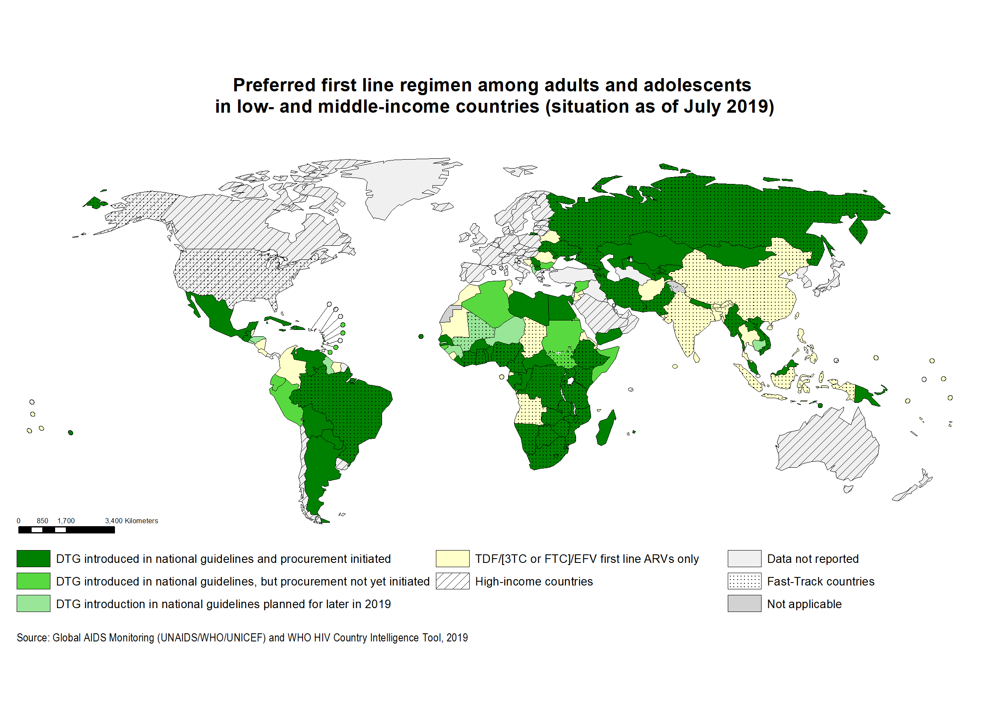 Preferred first line regimen among adults and adolescents
in low- and middle-income countries (situation as of July 2019)
0 850 1,700 3,400 Kilometers
DTG introduced in national guidelines and procurement initiated
DTG introduced in national guidelines, but procurement not yet initiated
DTG introduction in national guidelines planned for later in 2019
TDF/[3TC or FTC]/EFV first line ARVs only
High-income countries
Data not reported
Fast-Track countries
Not applicable
Source: Global AIDS Monitoring (UNAIDS/WHO/UNICEF) and WHO HIV Country Intelligence Tool, 2019